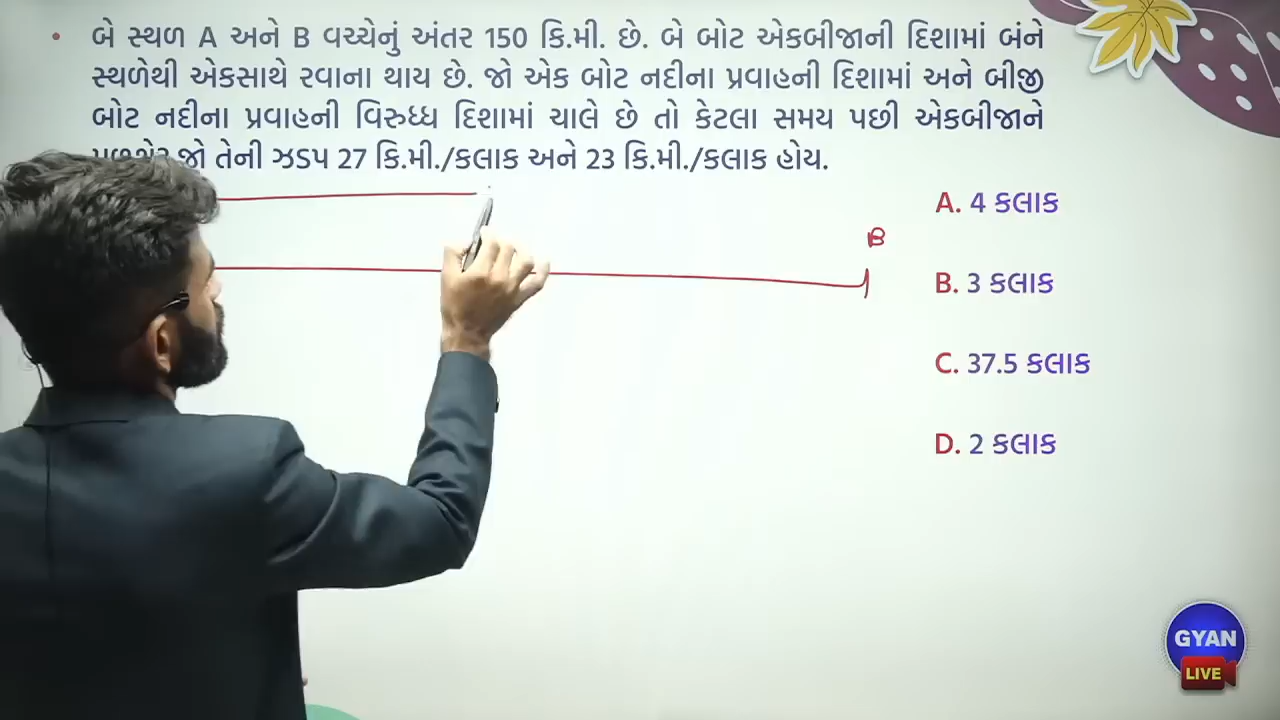 બે સ્થળ A અને B વચ્ચેનું અંતર 150 કિ.મી. છે. બે બોટ એકબીજાની દિશામાં બંને
સ્થળેથી એકસાથે રવાના થાય છે. જો એક બોટ નદીના પ્રવાહની દિશામાં અને બીજી
બોટ નદીના પ્રવાહની વિરુધ્ધ દિશામાં ચાલે છે તો કેટલા સમય પછી એકબીજાને
જો તેની ઝડપ 27 કિ.મી./કલાક અને 23 કિ.મી./કલાક હોય.
A. 4 કલાક
B
B. 3 કલાક
C. 37.5 કલાક
D. 2 કલાક
GYAN
LIVE